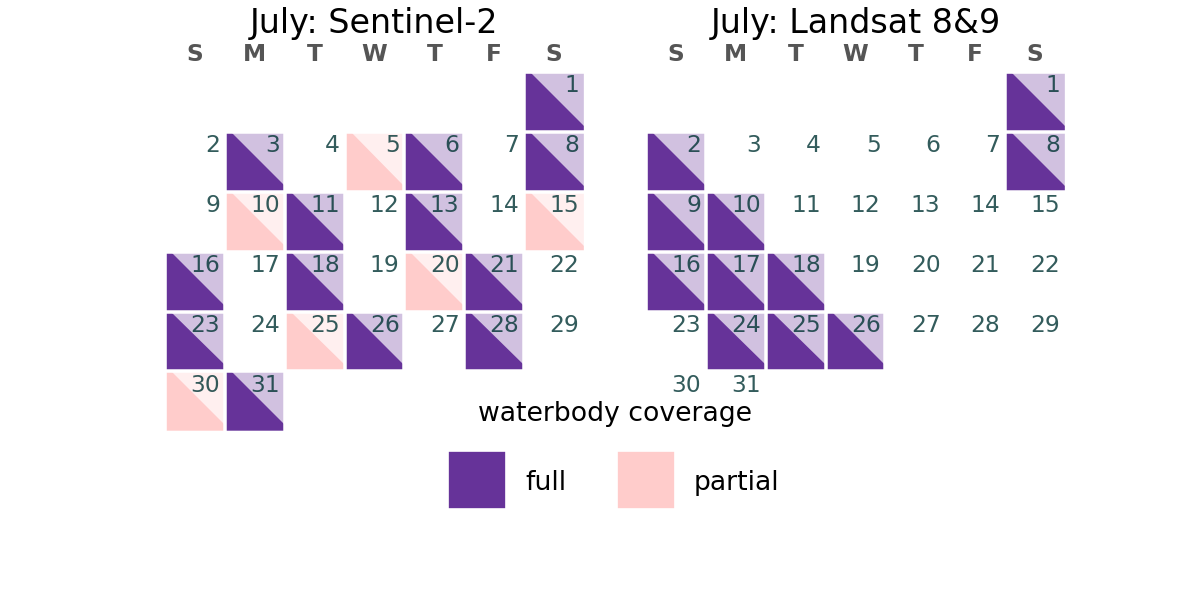 July: Sentinel-2
S M T W T F S
1
2 3 4 5 6 7 8
9 10 11 12 13 14 15
16 17 18 19 20 21 22
23 24 25 26 27 28 29
30 31
July: Landsat 8&9
S M T W T F S
1
2 3 4 5 6 7 8
9 10 11 12 13 14 15
16 17 18 19 20 21 22
23 24 25 26 27 28 29
30 31
waterbody coverage
full partial